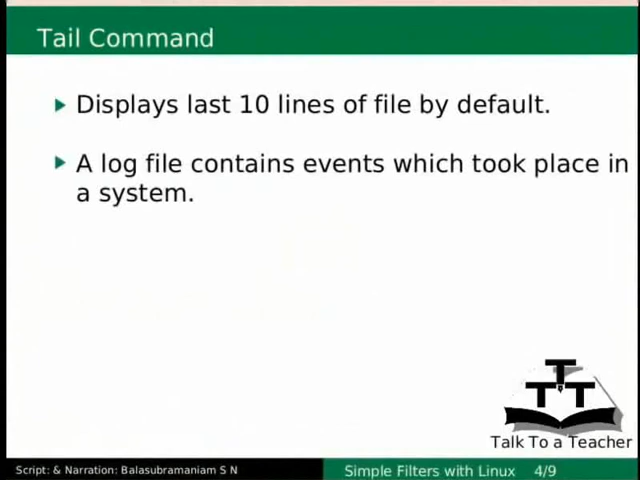 Tail Command
Displays last 10 lines of file by default.
A log file contains events which took place in
a system.
T
T T
Talk To a Teacher
Script: & Narration: Balasubramaniam S N
Simple Filters with Linux 4/9